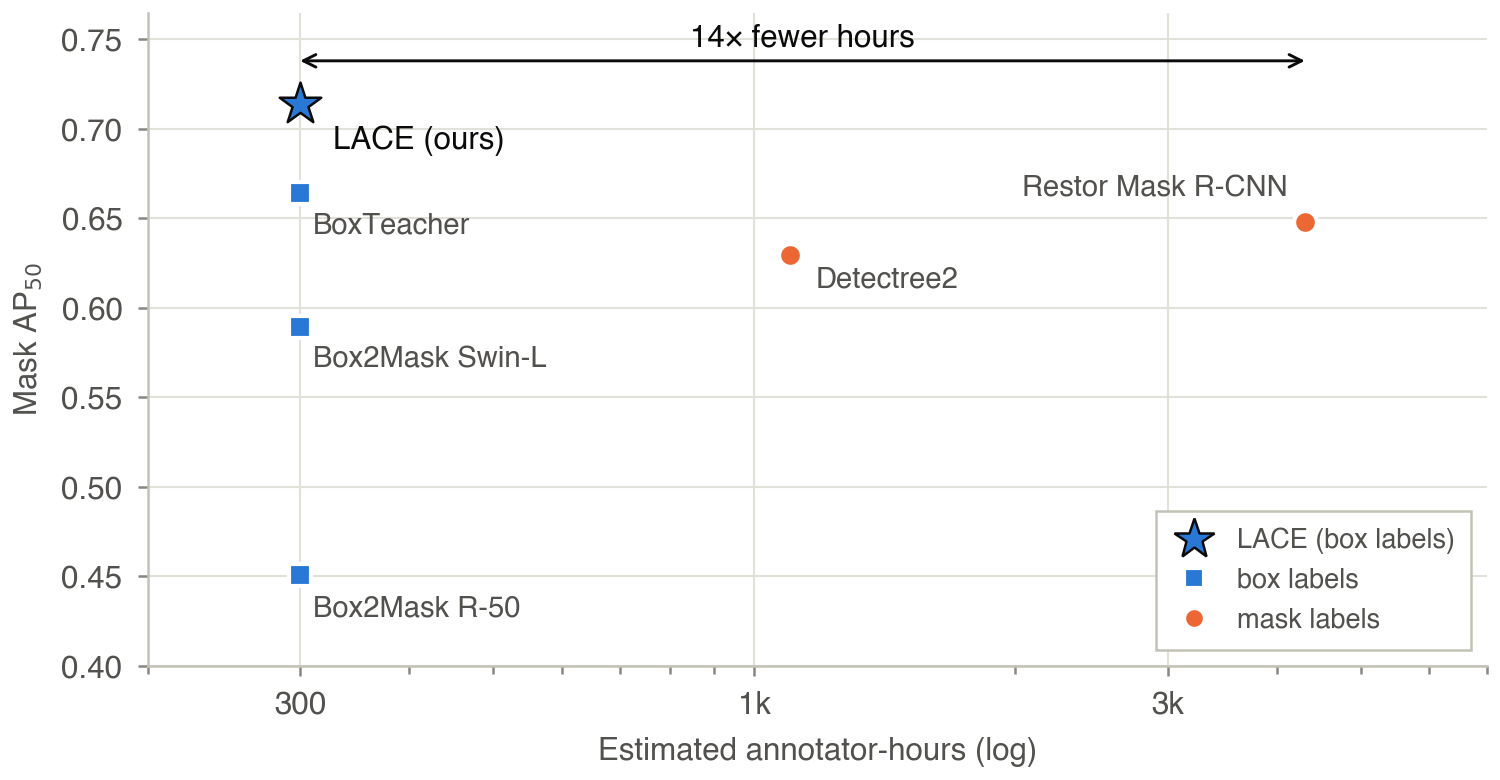 14× fewer hours
LACE (ours)
Restor Mask R-CNN
BoxTeacher
Detectree2
Box2Mask Swin-L
Box2Mask R-50
0.75
0.70
0.65
0.60
0.55
0.50
0.45
0.40
Mask AP₅₀
LACE (box labels)
box labels
mask labels
300 1k 3k
Estimated annotator-hours (log)